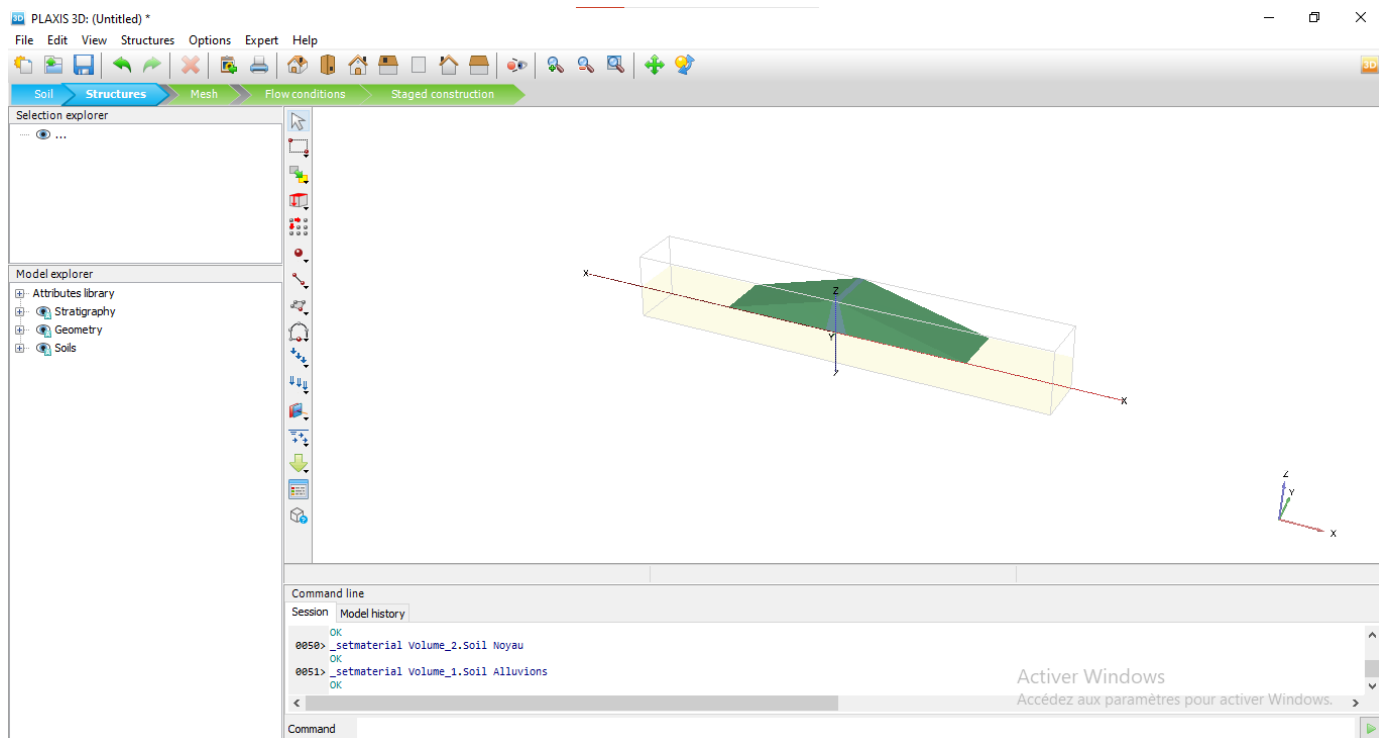 3D PLAXIS 3D: (Untitled) *
File Edit View Structures Options Expert Help
3D
Soil Structures Mesh Flow conditions Staged construction
Selection explorer
...
Model explorer
Attributes library
Stratigraphy
Geometry
Soils
X
Z
Y
X
Z
Y
X
Command line
Session Model history
OK
0050> _setmaterial Volume_2.Soil Noyau
OK
0051> _setmaterial Volume_1.Soil Alluvions
OK
Activer Windows
Accédez aux paramètres pour activer Windows.
Command